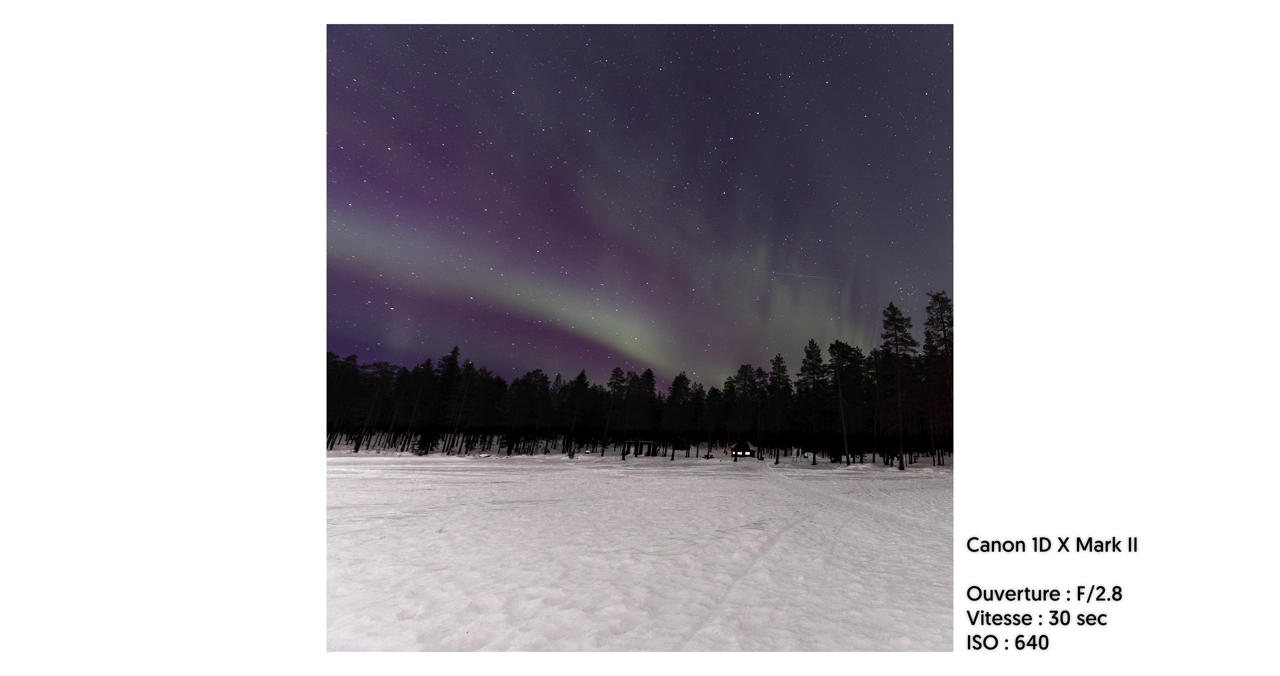 Canon 1D X Mark II
Ouverture : F/2.8
Vitesse : 30 sec
ISO : 640